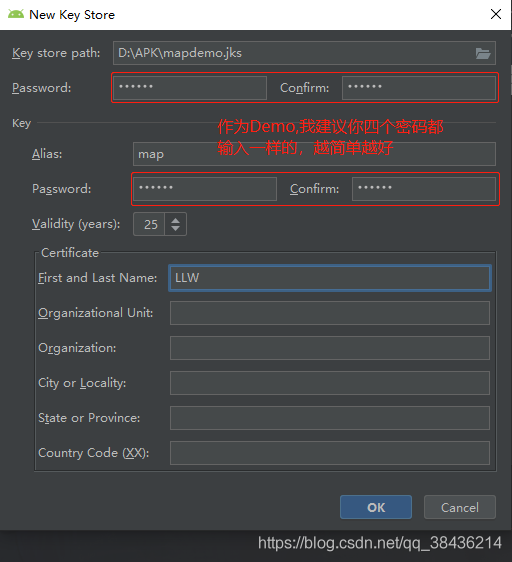 New Key Store
Key store path: D:\APK\mapdemo.jks
Password: •••••• Confirm: ••••••
Key
作为Demo,我建议你四个密码都
输入一样的，越简单越好
Alias: map
Password: •••••• Confirm: ••••••
Validity (years): 25
Certificate
First and Last Name: LLW
Organizational Unit:
Organization:
City or Locality:
State or Province:
Country Code (XX):
OK Cancel
https://blog.csdn.net/qq_38436214